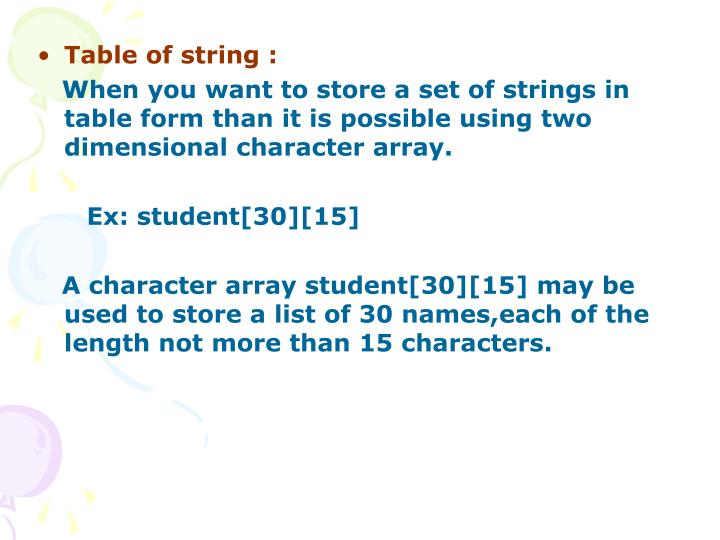 • Table of string :
When you want to store a set of strings in
table form than it is possible using two
dimensional character array.
Ex: student[30][15]
A character array student[30][15] may be
used to store a list of 30 names,each of the
length not more than 15 characters.